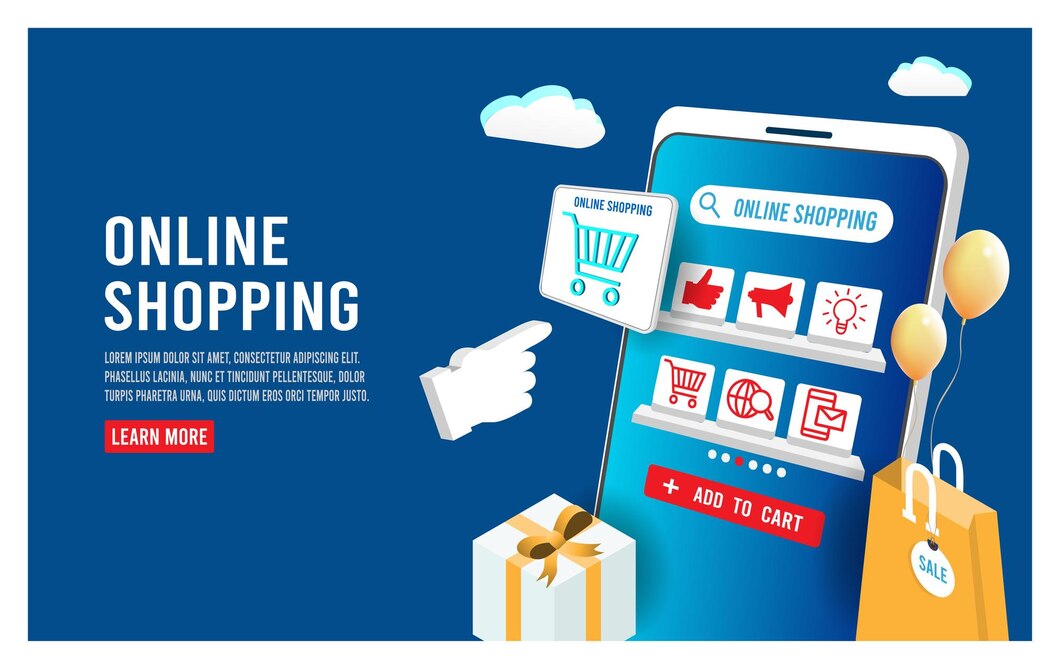 ONLINE
SHOPPING
LOREM IPSUM DOLOR SIT AMET, CONSECTETUR ADIPISCING ELIT.
PHASELLUS LACINIA, NUNC ET TINCIDUNT PELLENTESQUE, DOLOR
TURPIS PHARETRA URNA, QUIS DICTUM EROS ORCI TEMPOR JUSTO.
LEARN MORE
ONLINE SHOPPING
ONLINE SHOPPING
+ ADD TO CART
SALE